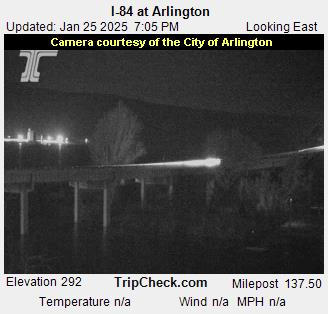 I-84 at Arlington
Updated: Jan 25 2025 7:05 PM Looking East
Camera courtesy of the City of Arlington
Elevation 292 TripCheck.com Milepost 137.50
Temperature n/a Wind n/a MPH n/a